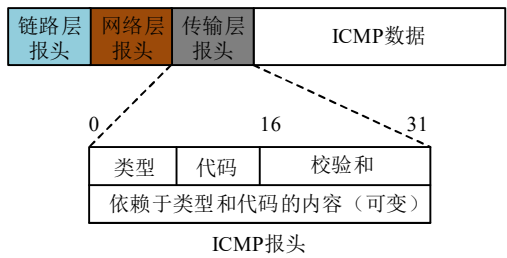 链路层 网络层 传输层 ICMP数据
报头 报头 报头
0 16 31
类型 代码 校验和
依赖于类型和代码的内容（可变）
ICMP报头